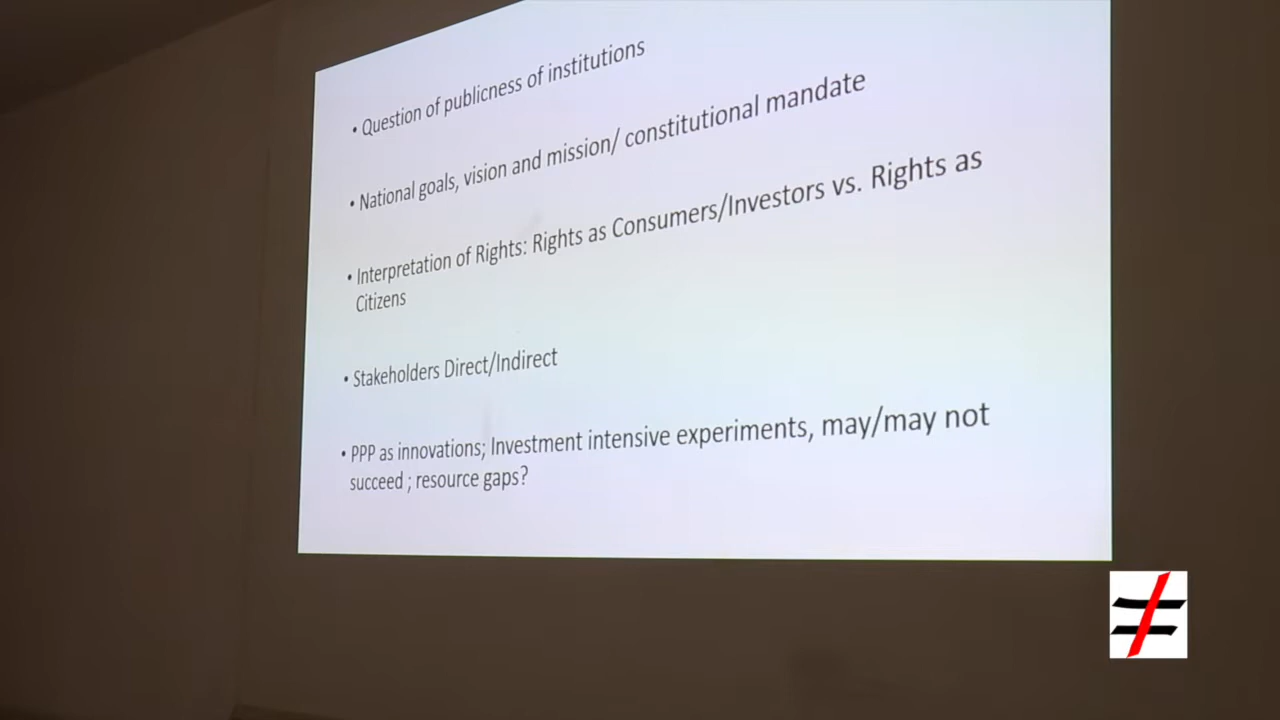 • Question of publicness of institutions
• National goals, vision and mission/ constitutional mandate
• Interpretation of Rights: Rights as Consumers/Investors vs. Rights as
Citizens
• Stakeholders Direct/Indirect
• PPP as innovations; Investment intensive experiments, may/may not
succeed ; resource gaps?